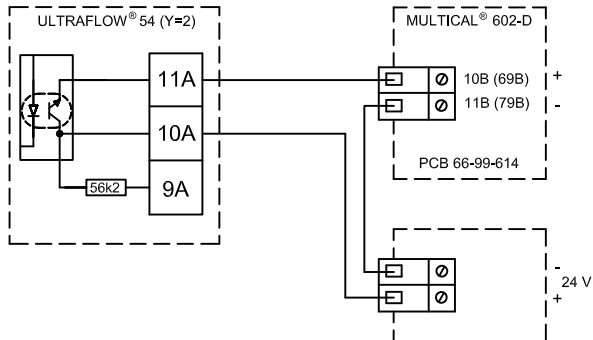 ULTRAFLOW® 54 (Y=2)
MULTICAL® 602-D
11A
10B (69B)
+
11B (79B)
-
10A
PCB 66-99-614
56k2
9A
-
24 V
+